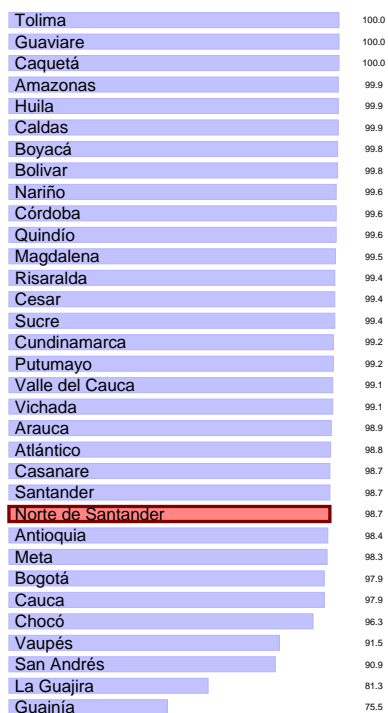 Tolima 100.0
Guaviare 100.0
Caquetá 100.0
Amazonas 99.9
Huila 99.9
Caldas 99.9
Boyacá 99.8
Bolivar 99.8
Nariño 99.6
Córdoba 99.6
Quindío 99.6
Magdalena 99.5
Risaralda 99.4
Cesar 99.4
Sucre 99.4
Cundinamarca 99.2
Putumayo 99.2
Valle del Cauca 99.1
Vichada 99.1
Arauca 98.9
Atlántico 98.8
Casanare 98.7
Santander 98.7
Norte de Santander 98.7
Antioquia 98.4
Meta 98.3
Bogotá 97.9
Cauca 97.9
Chocó 96.3
Vaupés 91.5
San Andrés 90.9
La Guajira 81.3
Guainía 75.5